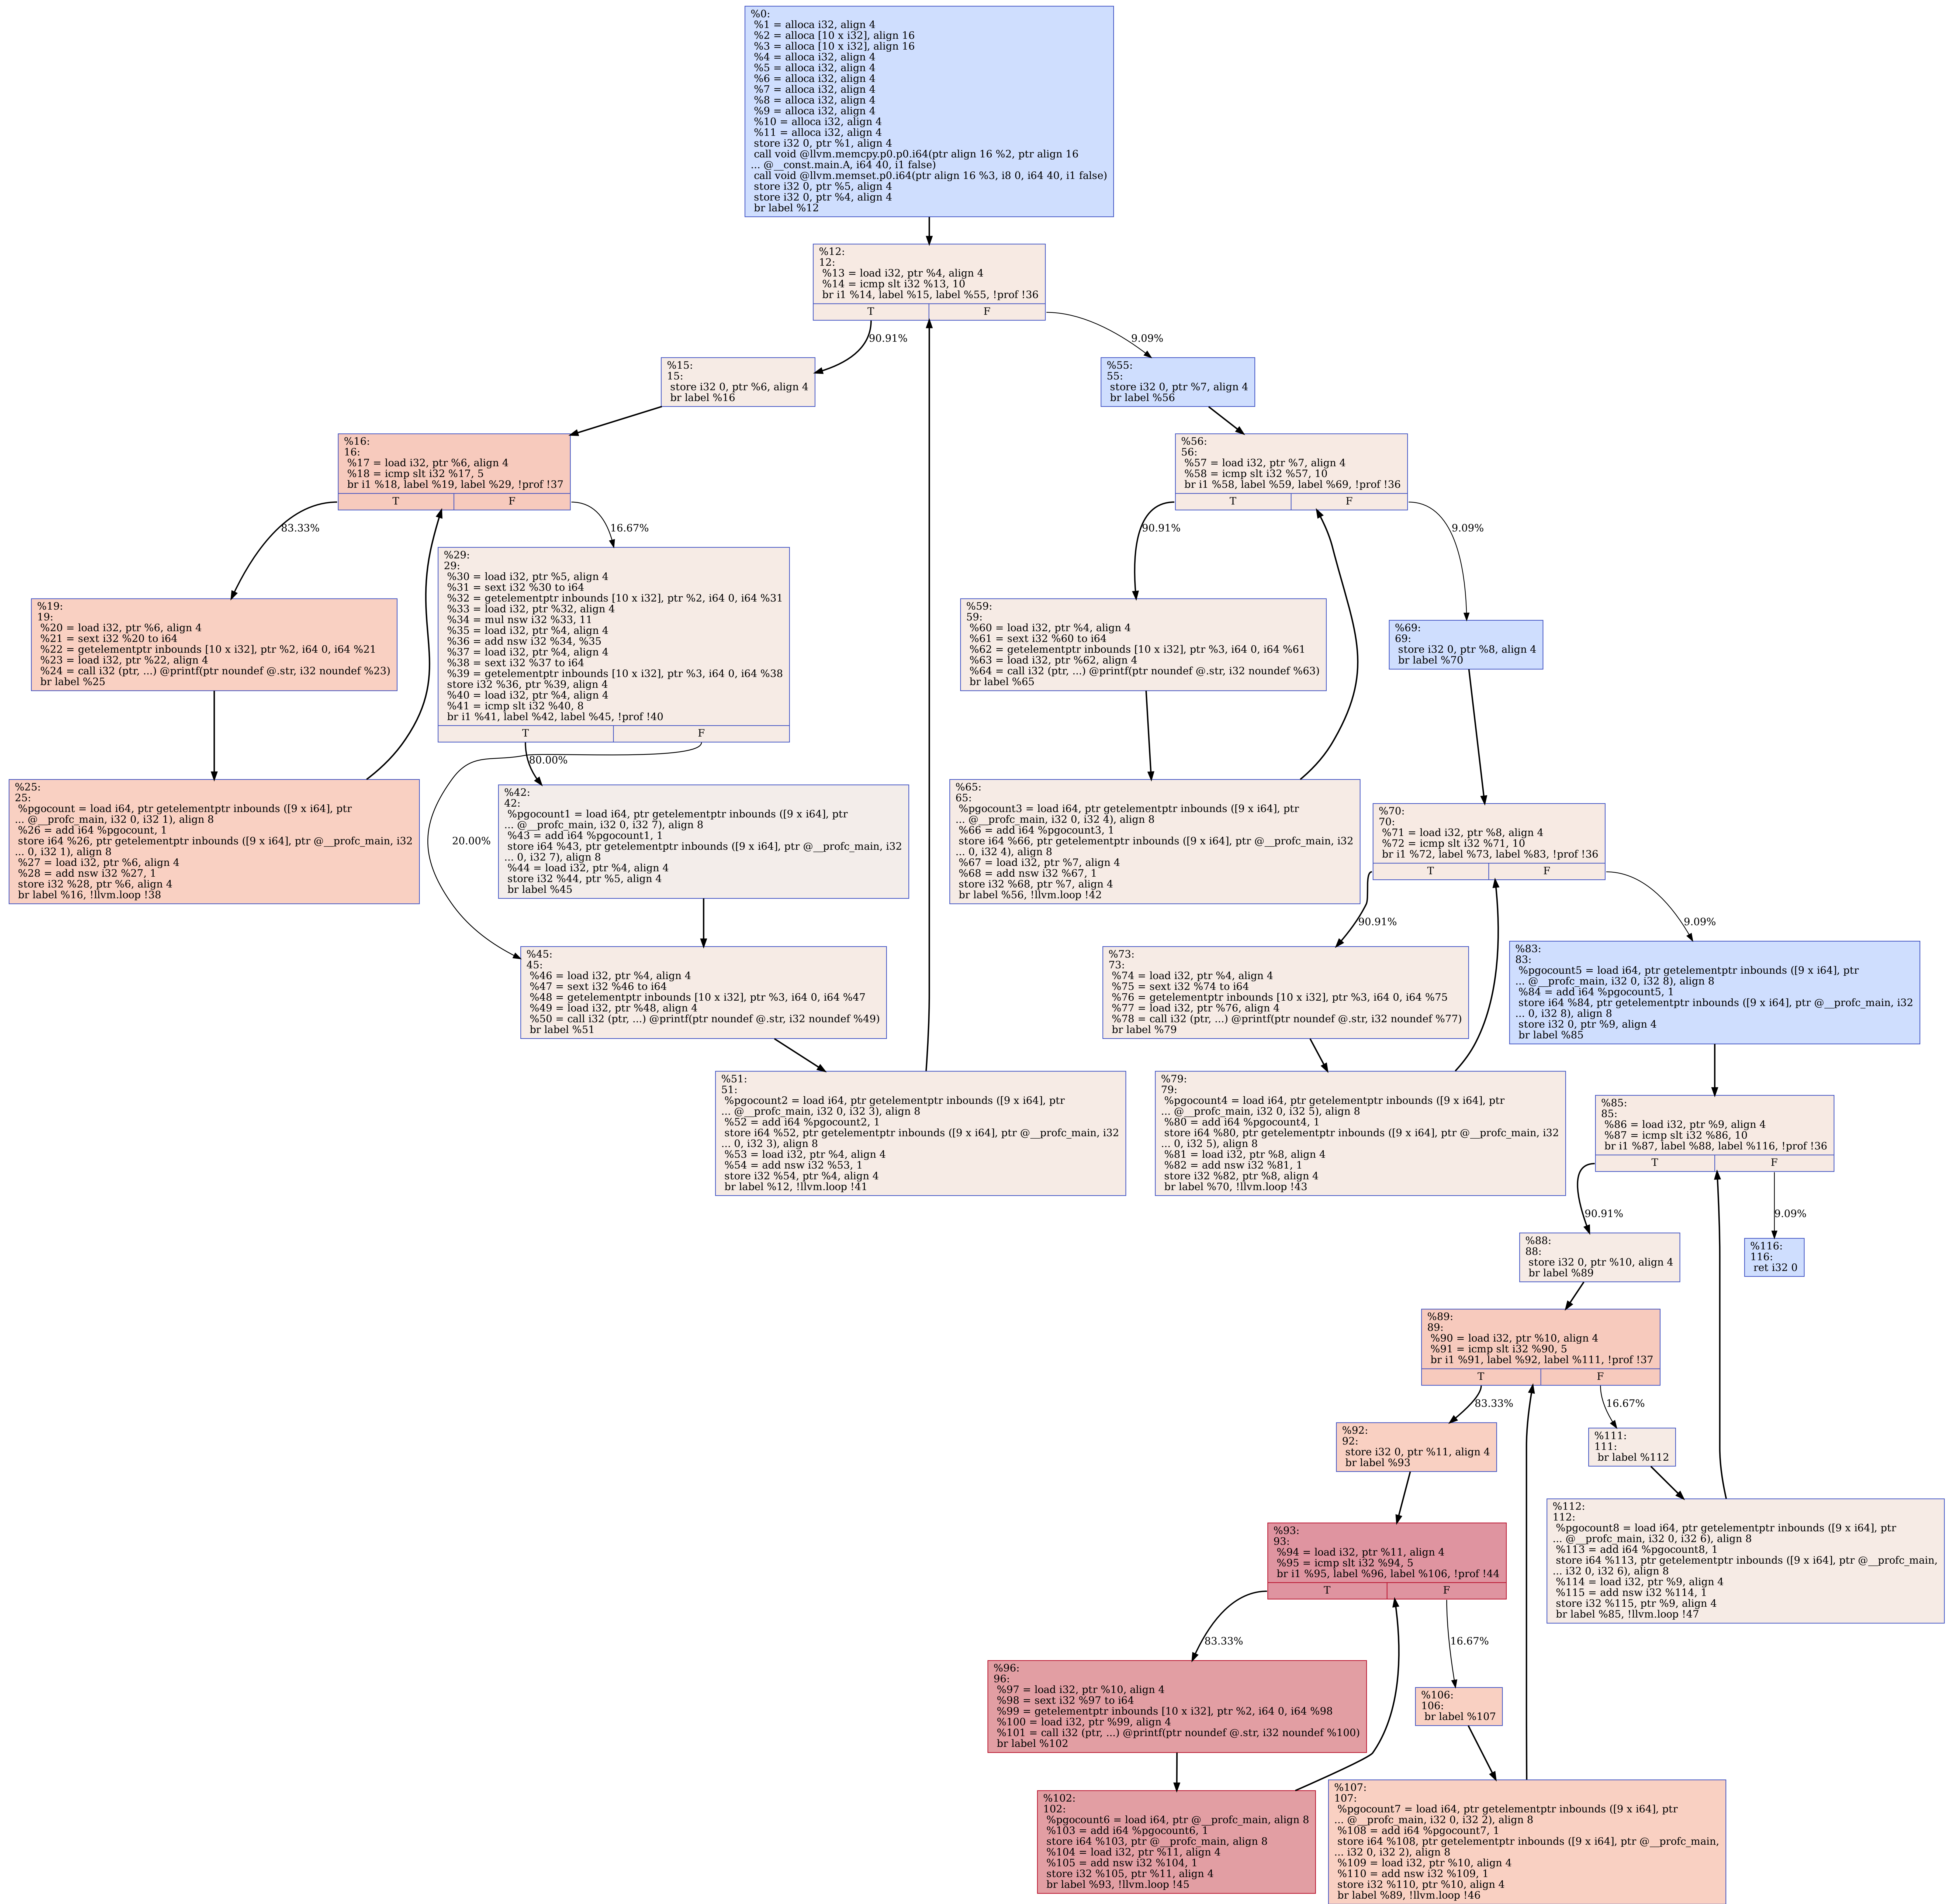 %0:
%1 = alloca i32, align 4
%2 = alloca [10 x i32], align 16
%3 = alloca [10 x i32], align 16
%4 = alloca i32, align 4
%5 = alloca i32, align 4
%6 = alloca i32, align 4
%7 = alloca i32, align 4
%8 = alloca i32, align 4
%9 = alloca i32, align 4
%10 = alloca i32, align 4
%11 = alloca i32, align 4
store i32 0, ptr %1, align 4
call void @llvm.memcpy.p0.p0.i64(ptr align 16 %2, ptr align 16
... @__const.main.A, i64 40, i1 false)
call void @llvm.memset.p0.i64(ptr align 16 %3, i8 0, i64 40, i1 false)
store i32 0, ptr %5, align 4
store i32 0, ptr %4, align 4
br label %12
%12:
12:
%13 = load i32, ptr %4, align 4
%14 = icmp slt i32 %13, 10
br i1 %14, label %15, label %55, !prof !36
T F
90.91%
9.09%
%15:
15:
store i32 0, ptr %6, align 4
br label %16
%55:
55:
store i32 0, ptr %7, align 4
br label %56
%16:
16:
%17 = load i32, ptr %6, align 4
%18 = icmp slt i32 %17, 5
br i1 %18, label %19, label %29, !prof !37
T F
83.33%
16.67%
%56:
56:
%57 = load i32, ptr %7, align 4
%58 = icmp slt i32 %57, 10
br i1 %58, label %59, label %69, !prof !36
T F
90.91%
9.09%
%19:
19:
%20 = load i32, ptr %6, align 4
%21 = sext i32 %20 to i64
%22 = getelementptr inbounds [10 x i32], ptr %2, i64 0, i64 %21
%23 = load i32, ptr %22, align 4
%24 = call i32 (ptr, ...) @printf(ptr noundef @.str, i32 noundef %23)
br label %25
%29:
29:
%30 = load i32, ptr %5, align 4
%31 = sext i32 %30 to i64
%32 = getelementptr inbounds [10 x i32], ptr %2, i64 0, i64 %31
%33 = load i32, ptr %32, align 4
%34 = mul nsw i32 %33, 11
%35 = load i32, ptr %4, align 4
%36 = add nsw i32 %34, %35
%37 = load i32, ptr %4, align 4
%38 = sext i32 %37 to i64
%39 = getelementptr inbounds [10 x i32], ptr %3, i64 0, i64 %38
store i32 %36, ptr %39, align 4
%40 = load i32, ptr %4, align 4
%41 = icmp slt i32 %40, 8
br i1 %41, label %42, label %45, !prof !40
T F
80.00%
20.00%
%59:
59:
%60 = load i32, ptr %4, align 4
%61 = sext i32 %60 to i64
%62 = getelementptr inbounds [10 x i32], ptr %3, i64 0, i64 %61
%63 = load i32, ptr %62, align 4
%64 = call i32 (ptr, ...) @printf(ptr noundef @.str, i32 noundef %63)
br label %65
%69:
69:
store i32 0, ptr %8, align 4
br label %70
%25:
25:
%pgocount = load i64, ptr getelementptr inbounds ([9 x i64], ptr
... @__profc_main, i32 0, i32 1), align 8
%26 = add i64 %pgocount, 1
store i64 %26, ptr getelementptr inbounds ([9 x i64], ptr @__profc_main, i32
... 0, i32 1), align 8
%27 = load i32, ptr %6, align 4
%28 = add nsw i32 %27, 1
store i32 %28, ptr %6, align 4
br label %16, !llvm.loop !38
%42:
42:
%pgocount1 = load i64, ptr getelementptr inbounds ([9 x i64], ptr
... @__profc_main, i32 0, i32 7), align 8
%43 = add i64 %pgocount1, 1
store i64 %43, ptr getelementptr inbounds ([9 x i64], ptr @__profc_main, i32
... 0, i32 7), align 8
%44 = load i32, ptr %4, align 4
store i32 %44, ptr %5, align 4
br label %45
%65:
65:
%pgocount3 = load i64, ptr getelementptr inbounds ([9 x i64], ptr
... @__profc_main, i32 0, i32 4), align 8
%66 = add i64 %pgocount3, 1
store i64 %66, ptr getelementptr inbounds ([9 x i64], ptr @__profc_main, i32
... 0, i32 4), align 8
%67 = load i32, ptr %7, align 4
%68 = add nsw i32 %67, 1
store i32 %68, ptr %7, align 4
br label %56, !llvm.loop !42
%70:
70:
%71 = load i32, ptr %8, align 4
%72 = icmp slt i32 %71, 10
br i1 %72, label %73, label %83, !prof !36
T F
90.91%
9.09%
%45:
45:
%46 = load i32, ptr %4, align 4
%47 = sext i32 %46 to i64
%48 = getelementptr inbounds [10 x i32], ptr %3, i64 0, i64 %47
%49 = load i32, ptr %48, align 4
%50 = call i32 (ptr, ...) @printf(ptr noundef @.str, i32 noundef %49)
br label %51
%73:
73:
%74 = load i32, ptr %4, align 4
%75 = sext i32 %74 to i64
%76 = getelementptr inbounds [10 x i32], ptr %3, i64 0, i64 %75
%77 = load i32, ptr %76, align 4
%78 = call i32 (ptr, ...) @printf(ptr noundef @.str, i32 noundef %77)
br label %79
%83:
83:
%pgocount5 = load i64, ptr getelementptr inbounds ([9 x i64], ptr
... @__profc_main, i32 0, i32 8), align 8
%84 = add i64 %pgocount5, 1
store i64 %84, ptr getelementptr inbounds ([9 x i64], ptr @__profc_main, i32
... 0, i32 8), align 8
store i32 0, ptr %9, align 4
br label %85
%51:
51:
%pgocount2 = load i64, ptr getelementptr inbounds ([9 x i64], ptr
... @__profc_main, i32 0, i32 3), align 8
%52 = add i64 %pgocount2, 1
store i64 %52, ptr getelementptr inbounds ([9 x i64], ptr @__profc_main, i32
... 0, i32 3), align 8
%53 = load i32, ptr %4, align 4
%54 = add nsw i32 %53, 1
store i32 %54, ptr %4, align 4
br label %12, !llvm.loop !41
%79:
79:
%pgocount4 = load i64, ptr getelementptr inbounds ([9 x i64], ptr
... @__profc_main, i32 0, i32 5), align 8
%80 = add i64 %pgocount4, 1
store i64 %80, ptr getelementptr inbounds ([9 x i64], ptr @__profc_main, i32
... 0, i32 5), align 8
%81 = load i32, ptr %8, align 4
%82 = add nsw i32 %81, 1
store i32 %82, ptr %8, align 4
br label %70, !llvm.loop !43
%85:
85:
%86 = load i32, ptr %9, align 4
%87 = icmp slt i32 %86, 10
br i1 %87, label %88, label %116, !prof !36
T F
90.91%
9.09%
%88:
88:
store i32 0, ptr %10, align 4
br label %89
%116:
116:
ret i32 0
%89:
89:
%90 = load i32, ptr %10, align 4
%91 = icmp slt i32 %90, 5
br i1 %91, label %92, label %111, !prof !37
T F
83.33%
16.67%
%92:
92:
store i32 0, ptr %11, align 4
br label %93
%111:
111:
br label %112
%112:
112:
%pgocount8 = load i64, ptr getelementptr inbounds ([9 x i64], ptr
... @__profc_main, i32 0, i32 6), align 8
%113 = add i64 %pgocount8, 1
store i64 %113, ptr getelementptr inbounds ([9 x i64], ptr @__profc_main,
... i32 0, i32 6), align 8
%114 = load i32, ptr %9, align 4
%115 = add nsw i32 %114, 1
store i32 %115, ptr %9, align 4
br label %85, !llvm.loop !47
%93:
93:
%94 = load i32, ptr %11, align 4
%95 = icmp slt i32 %94, 5
br i1 %95, label %96, label %106, !prof !44
T F
83.33%
16.67%
%96:
96:
%97 = load i32, ptr %10, align 4
%98 = sext i32 %97 to i64
%99 = getelementptr inbounds [10 x i32], ptr %2, i64 0, i64 %98
%100 = load i32, ptr %99, align 4
%101 = call i32 (ptr, ...) @printf(ptr noundef @.str, i32 noundef %100)
br label %102
%106:
106:
br label %107
%102:
102:
%pgocount6 = load i64, ptr @__profc_main, align 8
%103 = add i64 %pgocount6, 1
store i64 %103, ptr @__profc_main, align 8
%104 = load i32, ptr %11, align 4
%105 = add nsw i32 %104, 1
store i32 %105, ptr %11, align 4
br label %93, !llvm.loop !45
%107:
107:
%pgocount7 = load i64, ptr getelementptr inbounds ([9 x i64], ptr
... @__profc_main, i32 0, i32 2), align 8
%108 = add i64 %pgocount7, 1
store i64 %108, ptr getelementptr inbounds ([9 x i64], ptr @__profc_main,
... i32 0, i32 2), align 8
%109 = load i32, ptr %10, align 4
%110 = add nsw i32 %109, 1
store i32 %110, ptr %10, align 4
br label %89, !llvm.loop !46